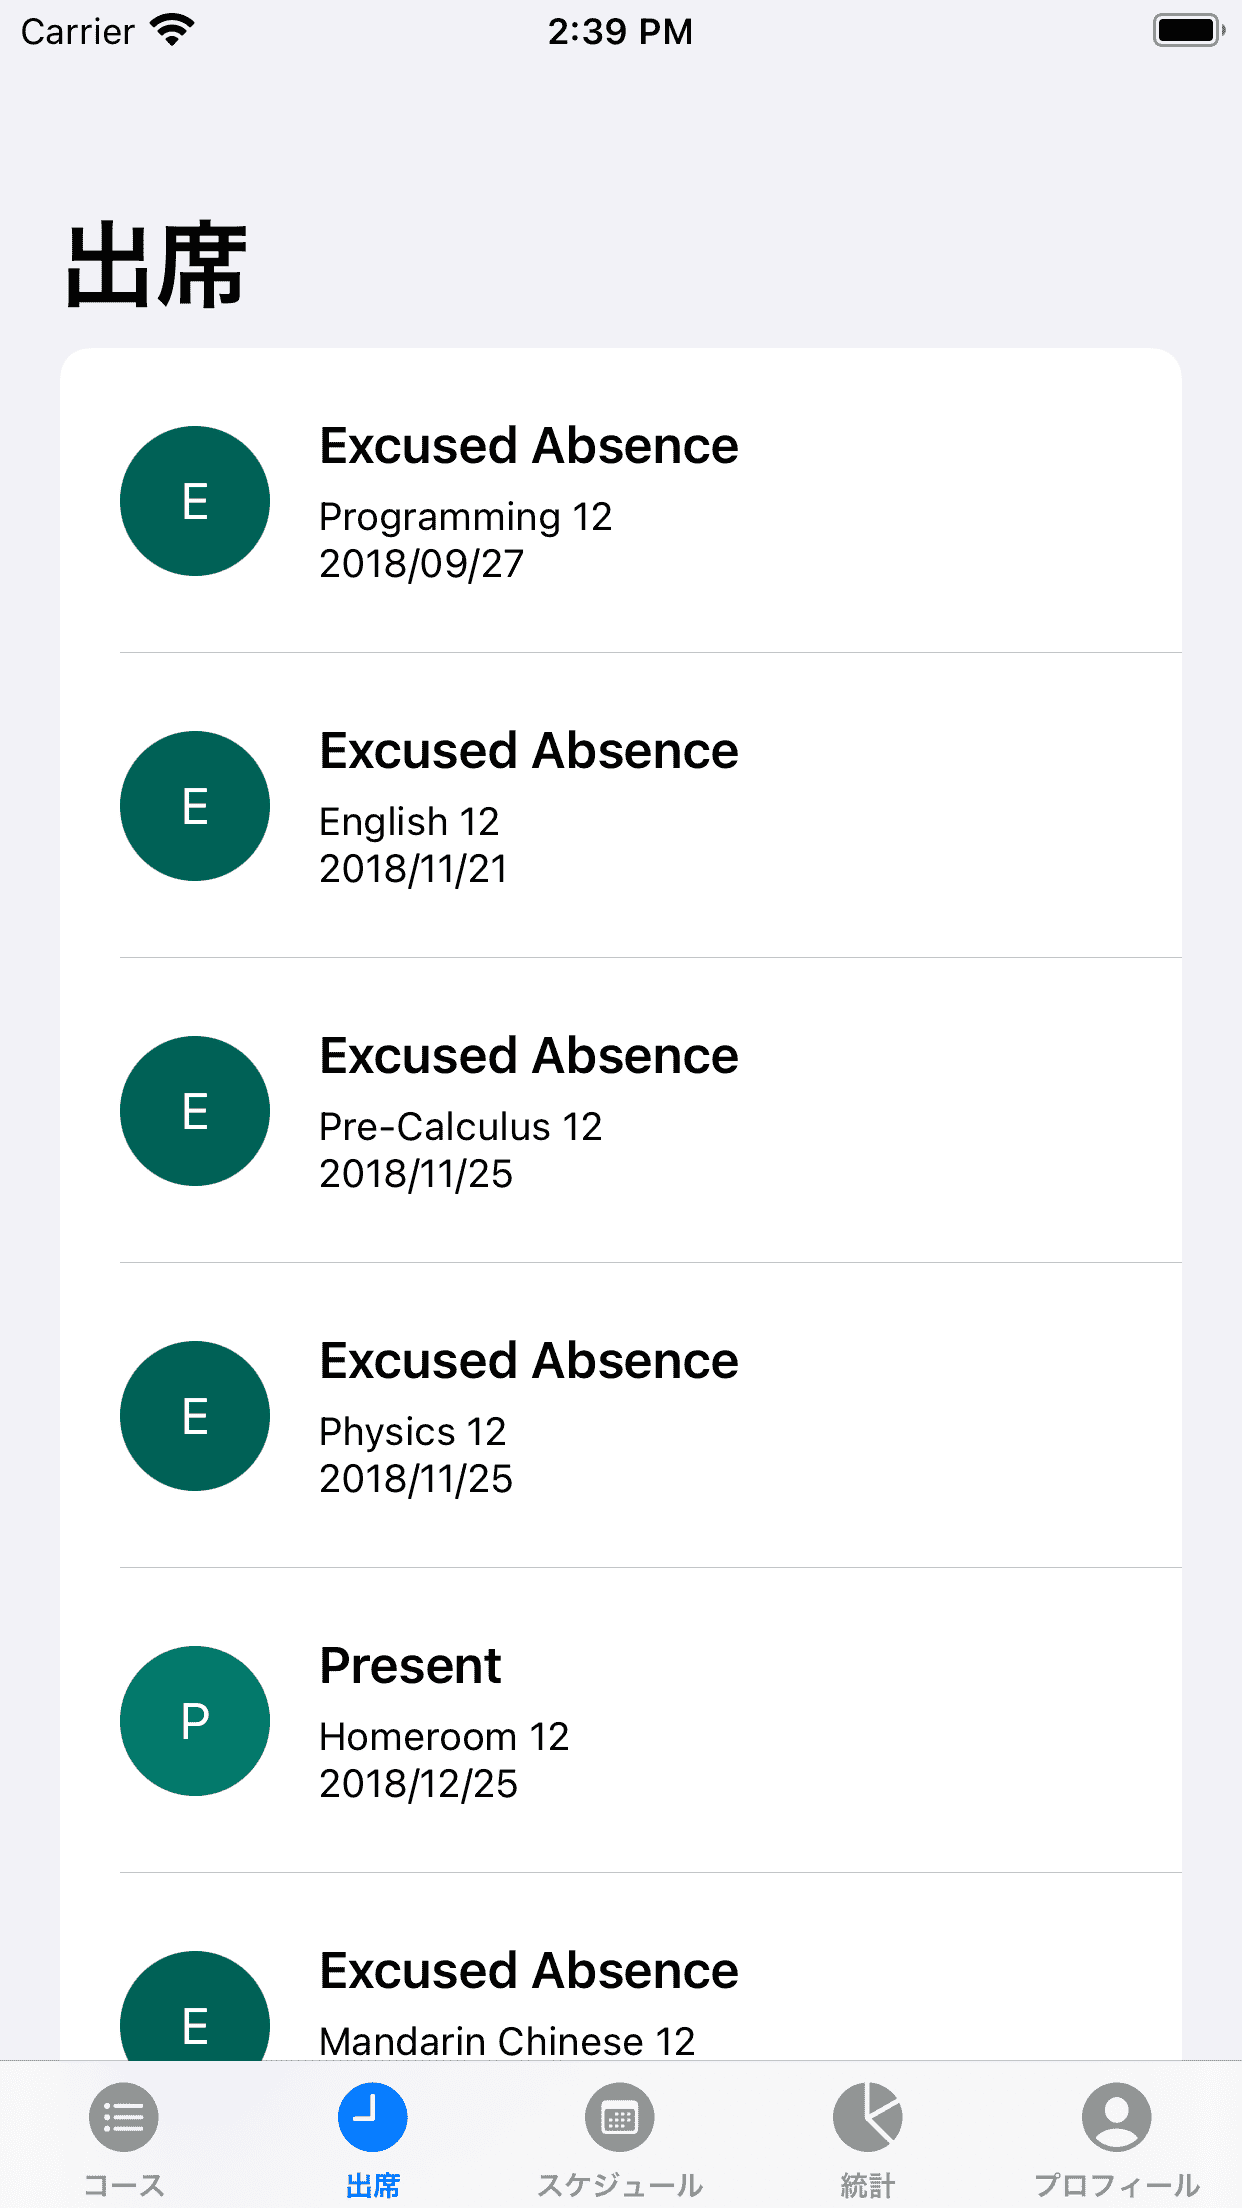 Carrier 2:39 PM
出席
E
Excused Absence
Programming 12
2018/09/27
E
Excused Absence
English 12
2018/11/21
E
Excused Absence
Pre-Calculus 12
2018/11/25
E
Excused Absence
Physics 12
2018/11/25
P
Present
Homeroom 12
2018/12/25
E
Excused Absence
Mandarin Chinese 12
コース 出席 スケジュール 統計 プロフィール